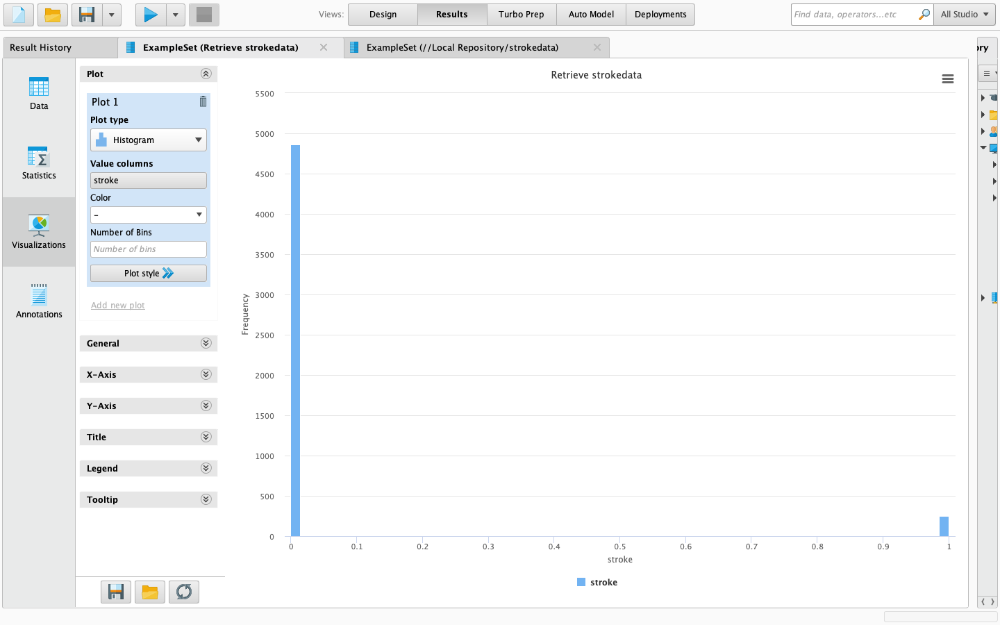 Views:
Design
Results
Turbo Prep
Auto Model
Deployments
Find data, operators...etc
All Studio
Result History
ExampleSet (Retrieve strokedata)
ExampleSet (//Local Repository/strokedata)
ory
Data
Statistics
Visualizations
Annotations
Plot
Plot 1
Plot type
Histogram
Value columns
stroke
Color
–
Number of Bins
Number of bins
Plot style
Add new plot
General
X-Axis
Y-Axis
Title
Legend
Tooltip
Retrieve strokedata
5500
5000
4500
4000
3500
3000
2500
2000
1500
1000
500
0
Frequency
0 0.1 0.2 0.3 0.4 0.5 0.6 0.7 0.8 0.9 1
stroke
stroke